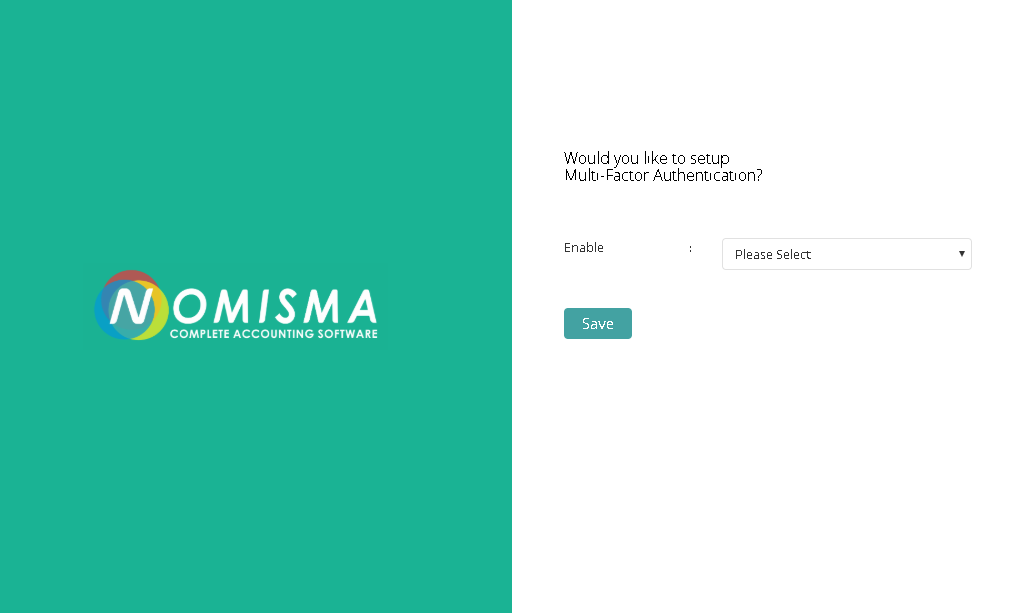 NOMISMA
COMPLETE ACCOUNTING SOFTWARE
Would you like to setup
Multi-Factor Authentication?
Enable : Please Select
Save